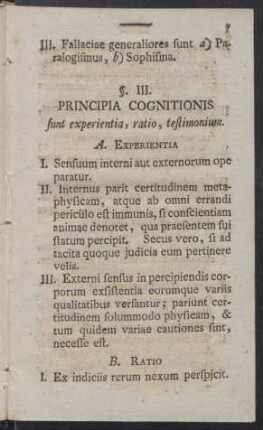 III. Fallaciae generaliores ſunt a) Pa-
ralogiſmus, b) Sophiſma.
§. III.
PRINCIPIA COGNITIONIS
ſunt experientia, ratio, teſtimonium.
A. EXPERIENTIA
I. Senſuum interni aut externorum ope
paratur.
II. Internus parit certitudinem meta-
phyſicam, atque ab omni errandi
periculo eſt immunis, ſi conſcientiam
animae denotet, qua praeſentem ſui
ſtatum percipit. Secus vero, ſi ad
tacita quoque judicia eum pertinere
velis.
III. Externi ſenſus in percipiendis cor-
porum exſiſtentia eorumque variis
qualitatibus verſantur; pariunt cer-
titudinem ſolummodo phyſicam, &
tum quidem variae cautiones ſint,
neceſſe eſt.
B. RATIO
I. Ex indiciis rerum nexum perſpicit.